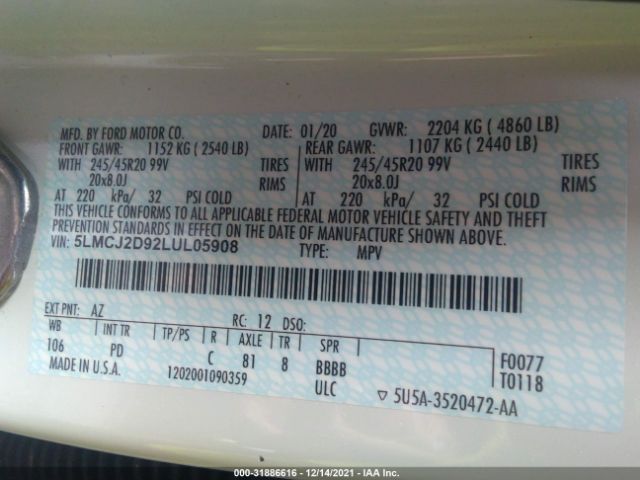 MFD. BY FORD MOTOR CO. DATE: 01/20 GVWR: 2204 KG ( 4860 LB)
FRONT GAWR: 1152 KG ( 2540 LB) REAR GAWR: 1107 KG ( 2440 LB)
WITH 245/45R20 99V TIRES WITH 245/45R20 99V TIRES
20x8.0J RIMS 20x8.0J RIMS
AT 220 kPa/ 32 PSI COLD AT 220 kPa/ 32 PSI COLD
THIS VEHICLE CONFORMS TO ALL APPLICABLE FEDERAL MOTOR VEHICLE SAFETY AND THEFT
PREVENTION STANDARDS IN EFFECT ON THE DATE OF MANUFACTURE SHOWN ABOVE.
VIN: 5LMCJ2D92LUL05908 TYPE: MPV
EXT PNT: AZ RC: 12 DSO:
WB INT TR TP/PS R AXLE TR SPR
106 PD C 81 8 BBBB F0077
MADE IN U.S.A. 1202001090359 ULC T0118
5U5A-3520472-AA
000-31886616 - 12/14/2021 - IAA Inc.